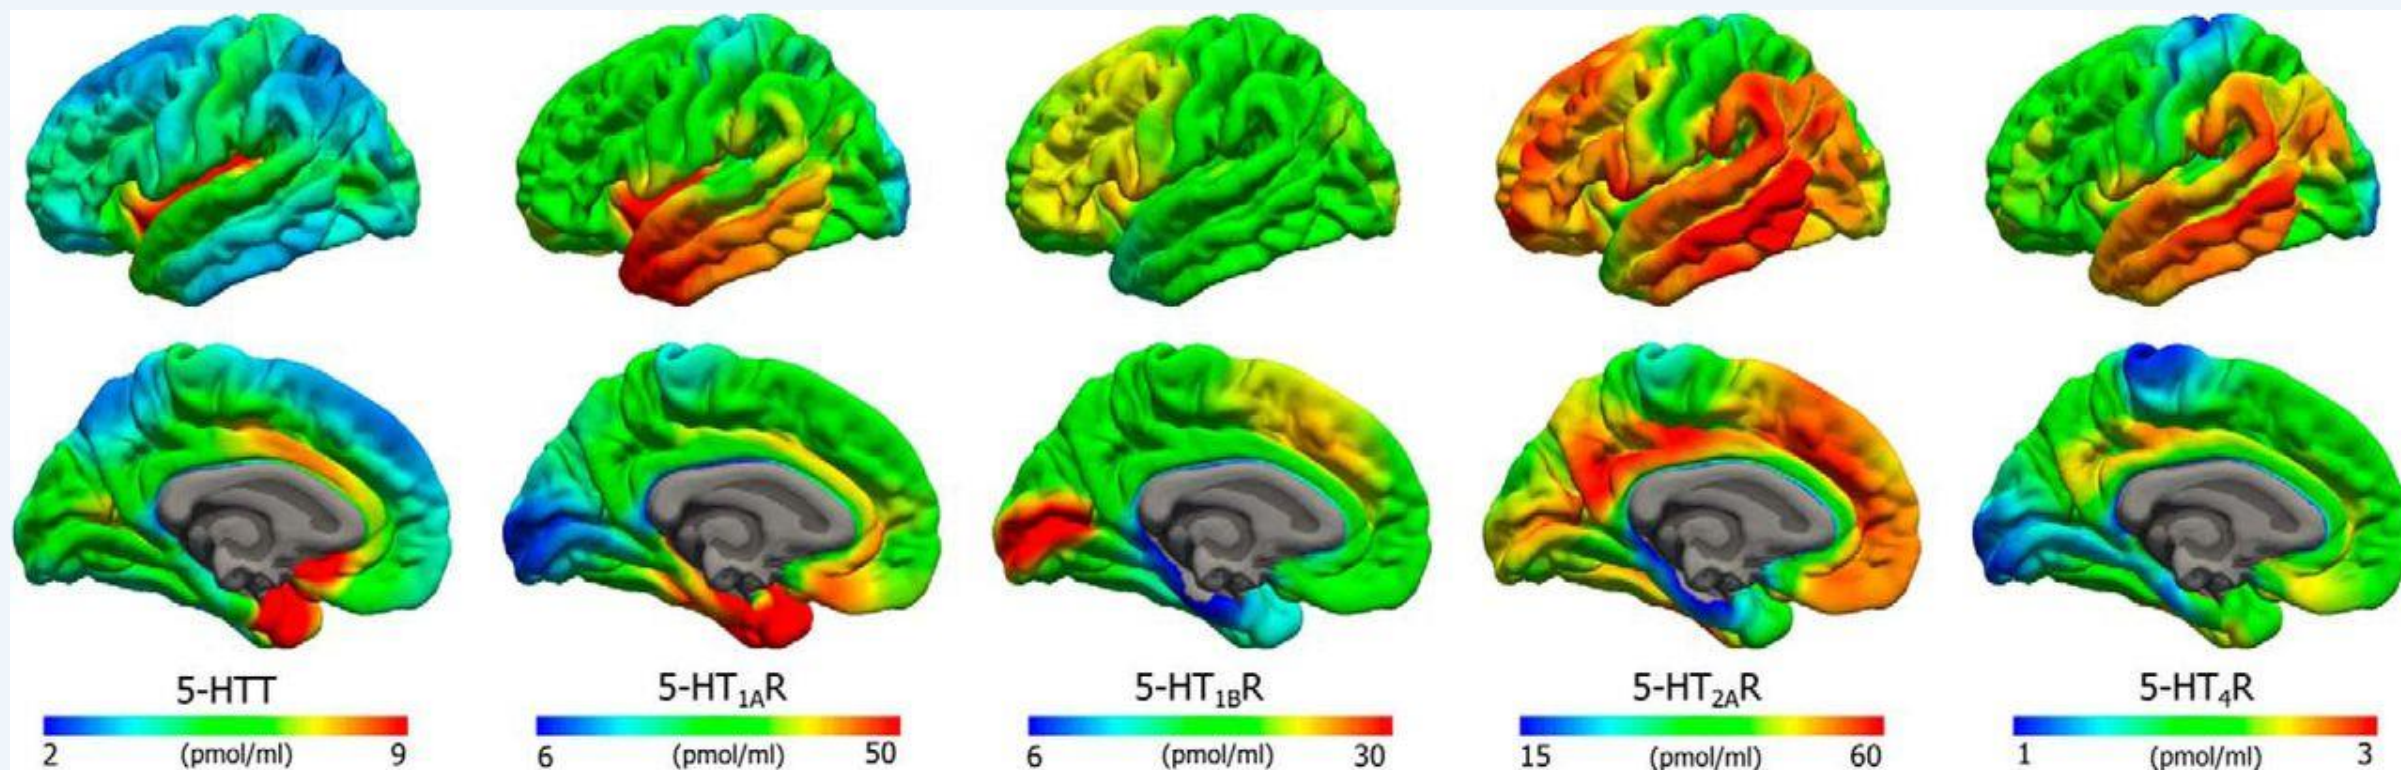 5-HTT
2 (pmol/ml) 9
5-HT1AR
6 (pmol/ml) 50
5-HT1BR
6 (pmol/ml) 30
5-HT2AR
15 (pmol/ml) 60
5-HT4R
1 (pmol/ml) 3